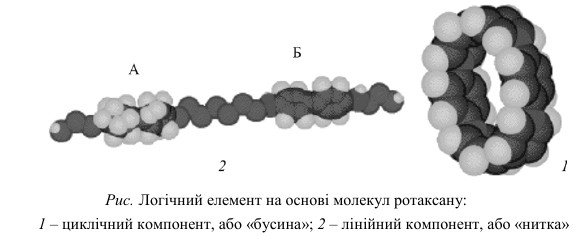 Б
А
2
1
Рис. Логічний елемент на основі молекул ротаксану:
1 – циклічний компонент, або «бусина»; 2 – лінійний компонент, або «нитка»